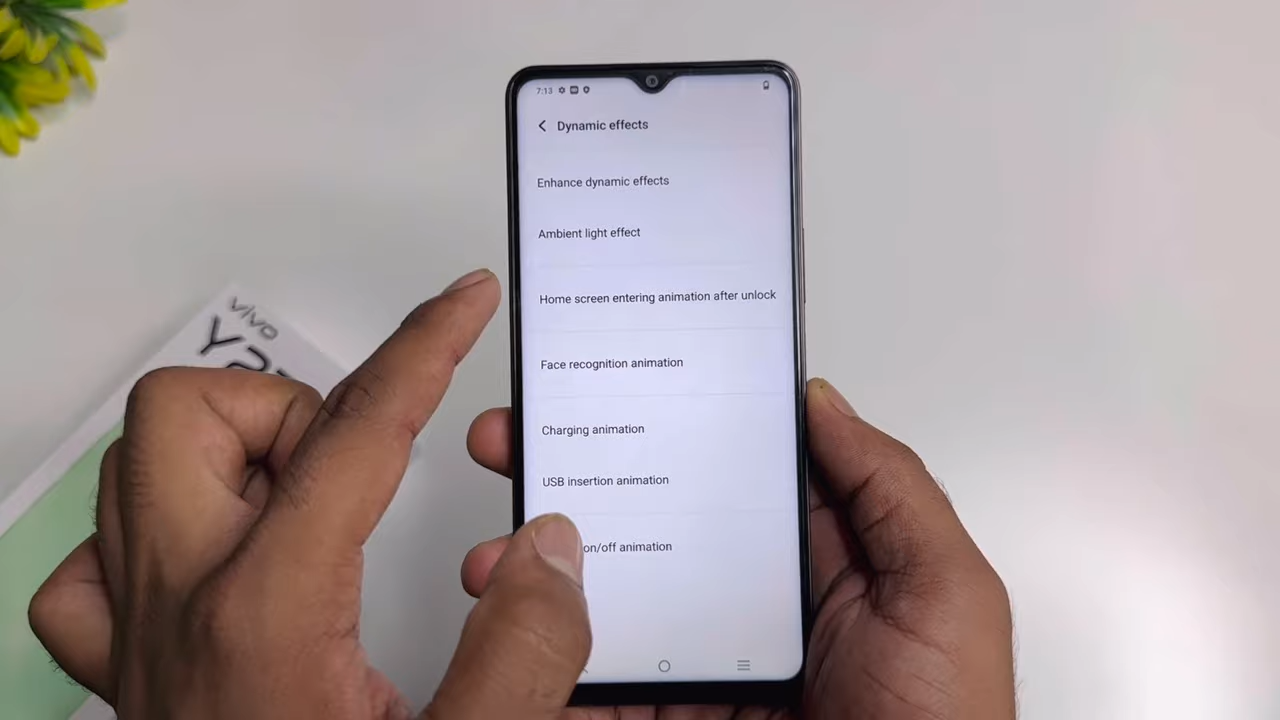 7:13
Dynamic effects
Enhance dynamic effects
Ambient light effect
Home screen entering animation after unlock
Face recognition animation
Charging animation
USB insertion animation
on/off animation
vivo